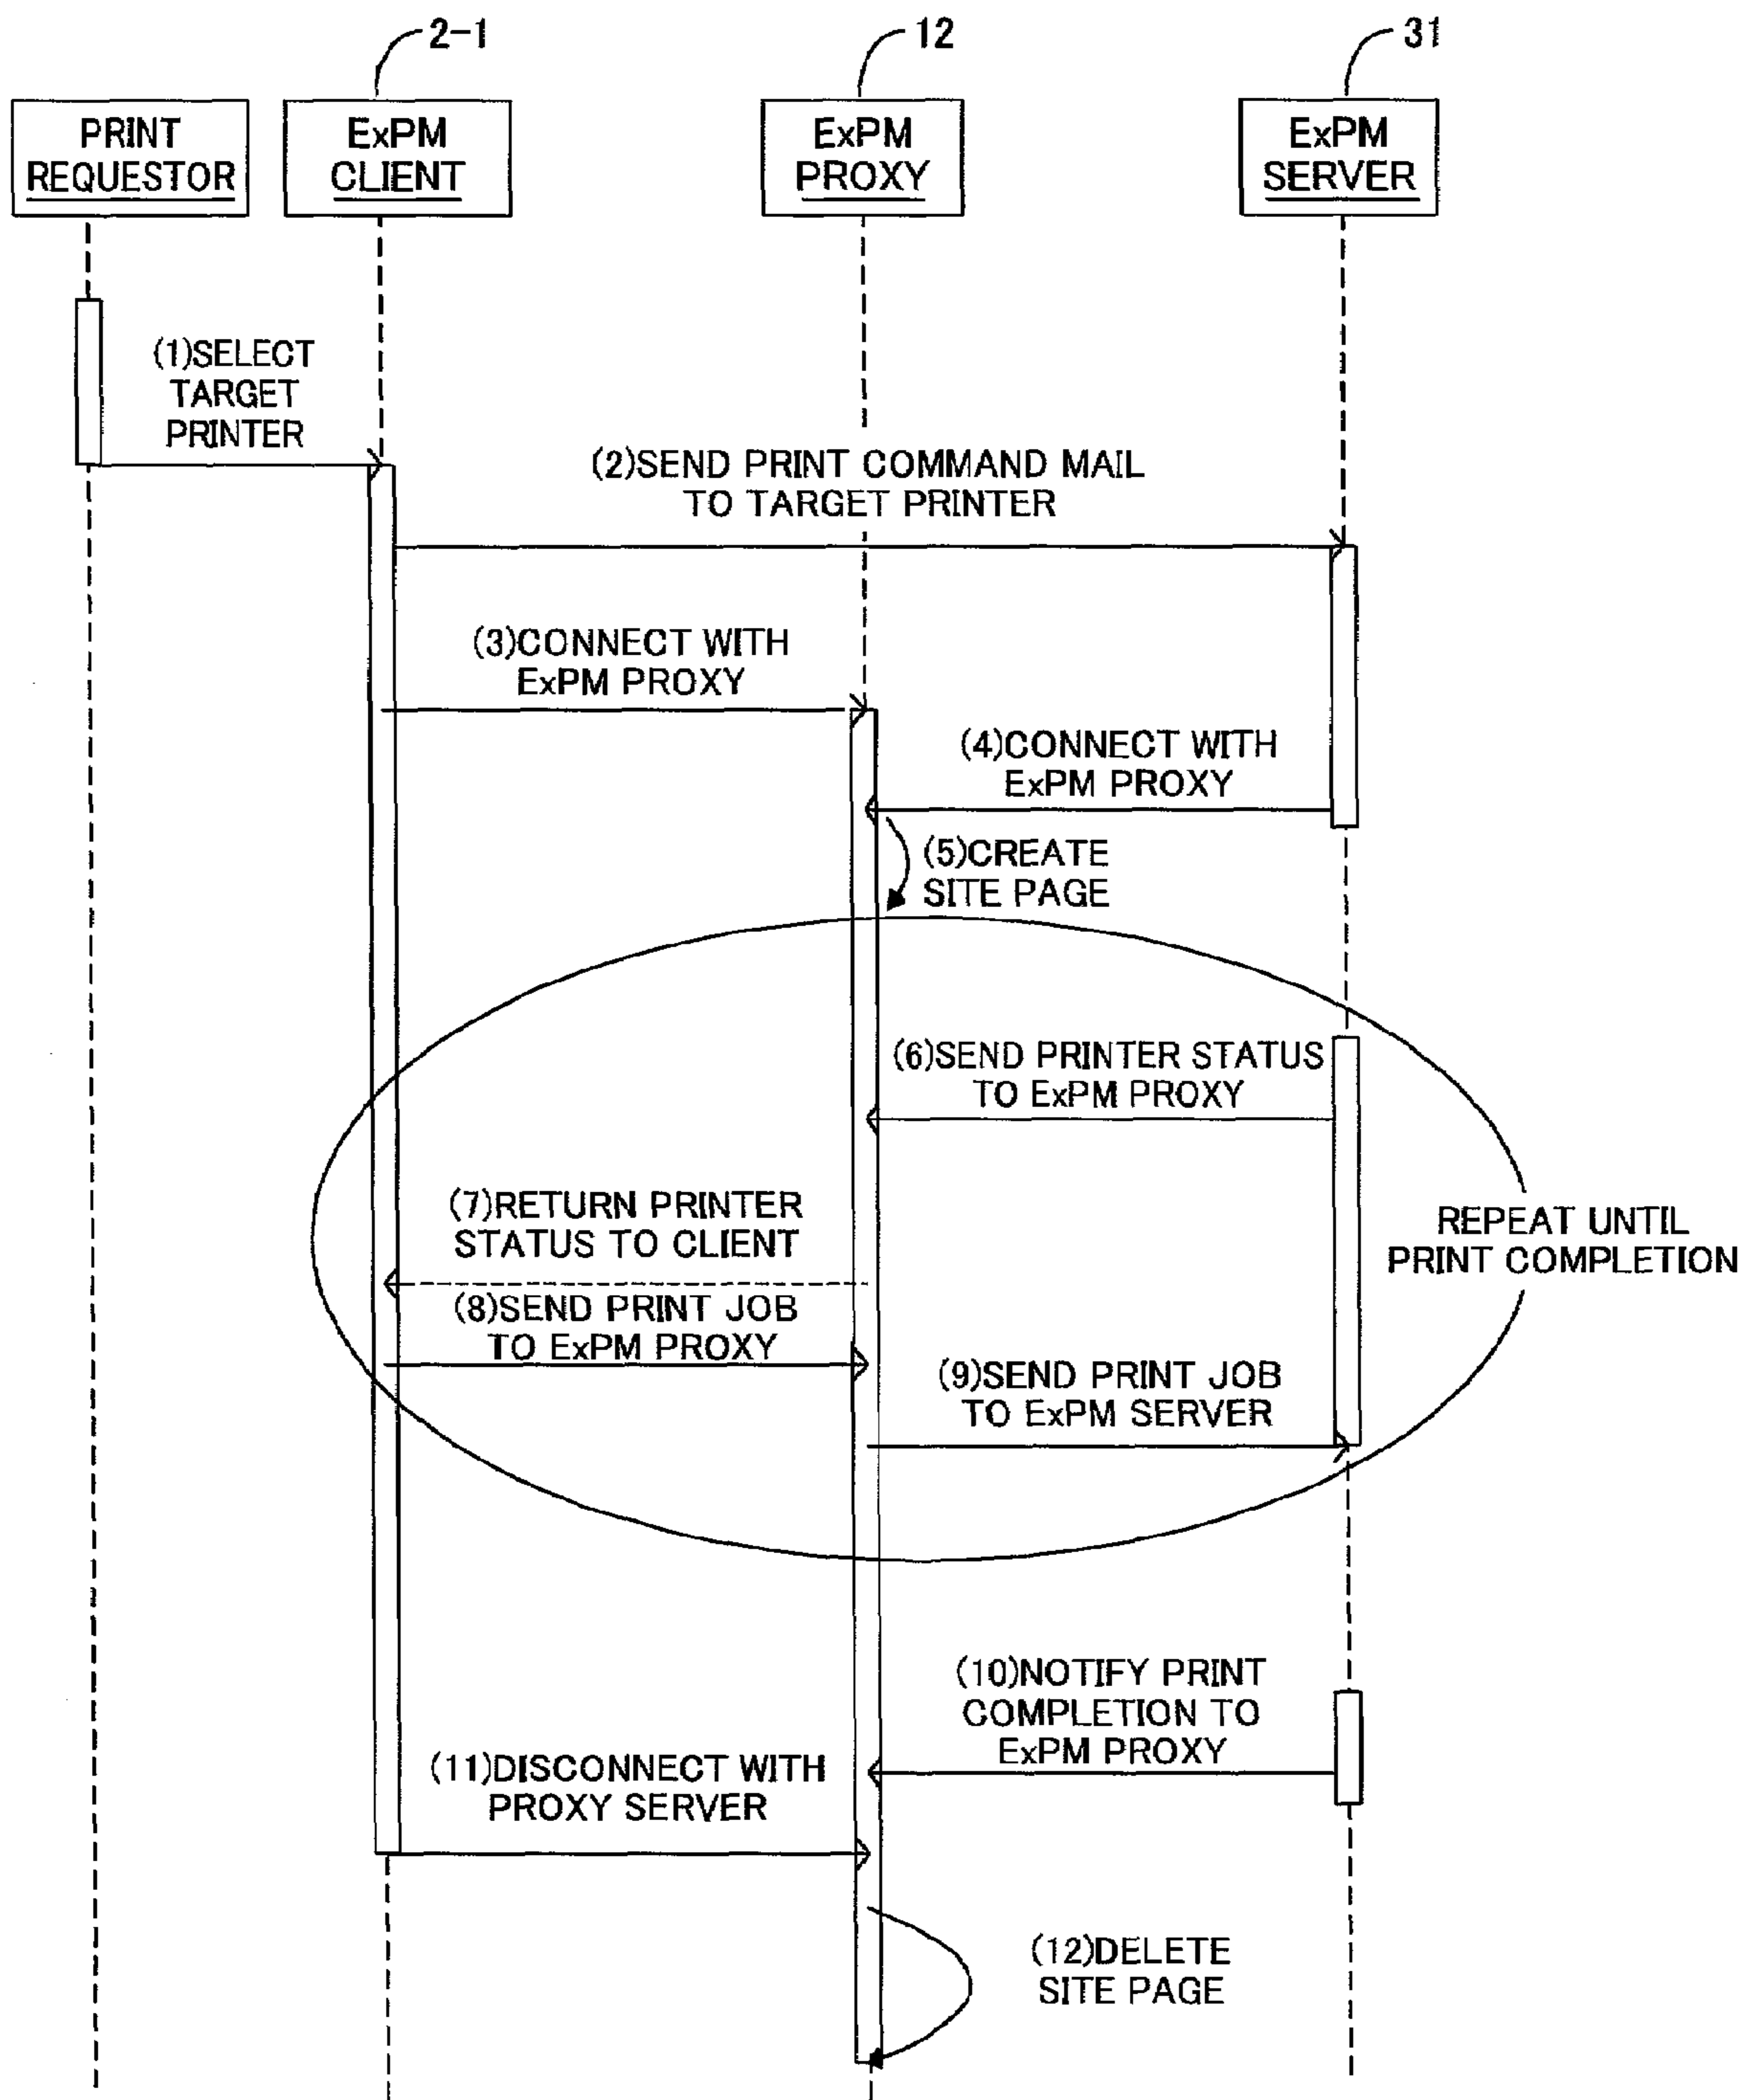 2-1
12
31
PRINT
REQUESTOR
ExPM
CLIENT
ExPM
PROXY
ExPM
SERVER
(1)SELECT
TARGET
PRINTER
(2)SEND PRINT COMMAND MAIL
TO TARGET PRINTER
(3)CONNECT WITH
ExPM PROXY
(4)CONNECT WITH
ExPM PROXY
(5)CREATE
SITE PAGE
(6)SEND PRINTER STATUS
TO ExPM PROXY
(7)RETURN PRINTER
STATUS TO CLIENT
REPEAT UNTIL
PRINT COMPLETION
(8)SEND PRINT JOB
TO ExPM PROXY
(9)SEND PRINT JOB
TO ExPM SERVER
(10)NOTIFY PRINT
COMPLETION TO
ExPM PROXY
(11)DISCONNECT WITH
PROXY SERVER
(12)DELETE
SITE PAGE